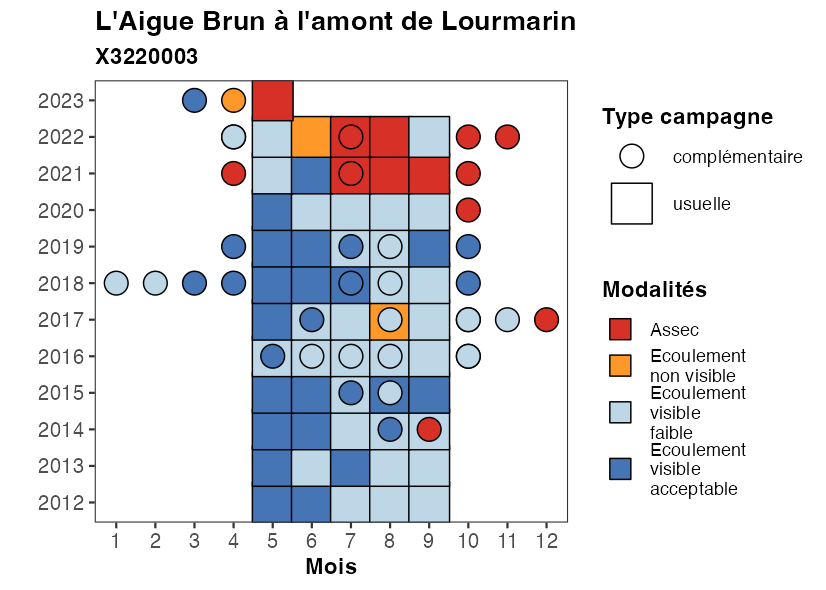 L'Aigue Brun à l'amont de Lourmarin
X3220003
2023
2022
2021
2020
2019
2018
2017
2016
2015
2014
2013
2012
1 2 3 4 5 6 7 8 9 10 11 12
Mois
Type campagne
complémentaire
usuelle
Modalités
Assec
Ecoulement
non visible
Ecoulement
visible
faible
Ecoulement
visible
acceptable